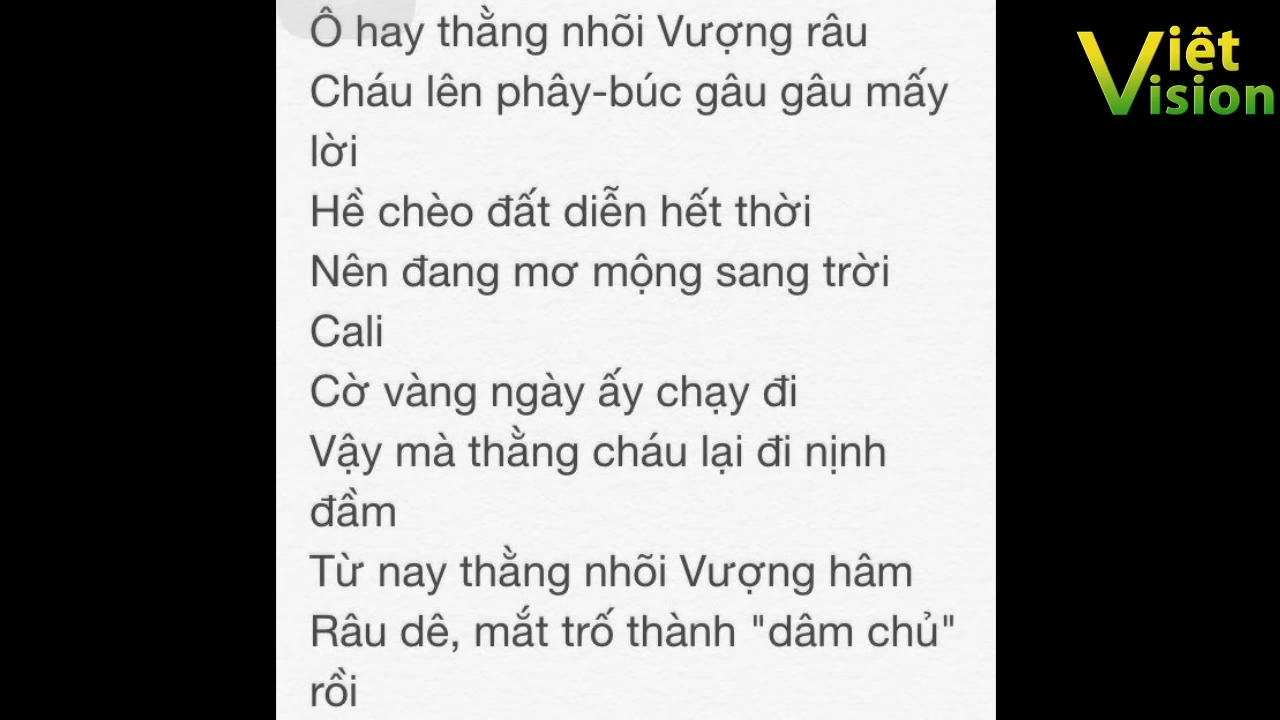 Ô hay thằng nhõi Vượng râu
Cháu lên phây-búc gâu gâu mấy
lời
Hề chèo đất diễn hết thời
Nên đang mơ mộng sang trời
Cali
Cờ vàng ngày ấy chạy đi
Vậy mà thằng cháu lại đi nịnh
đầm
Từ nay thằng nhõi Vượng hâm
Râu dê, mắt trố thành "dâm chủ"
rồi
Việt
Vision